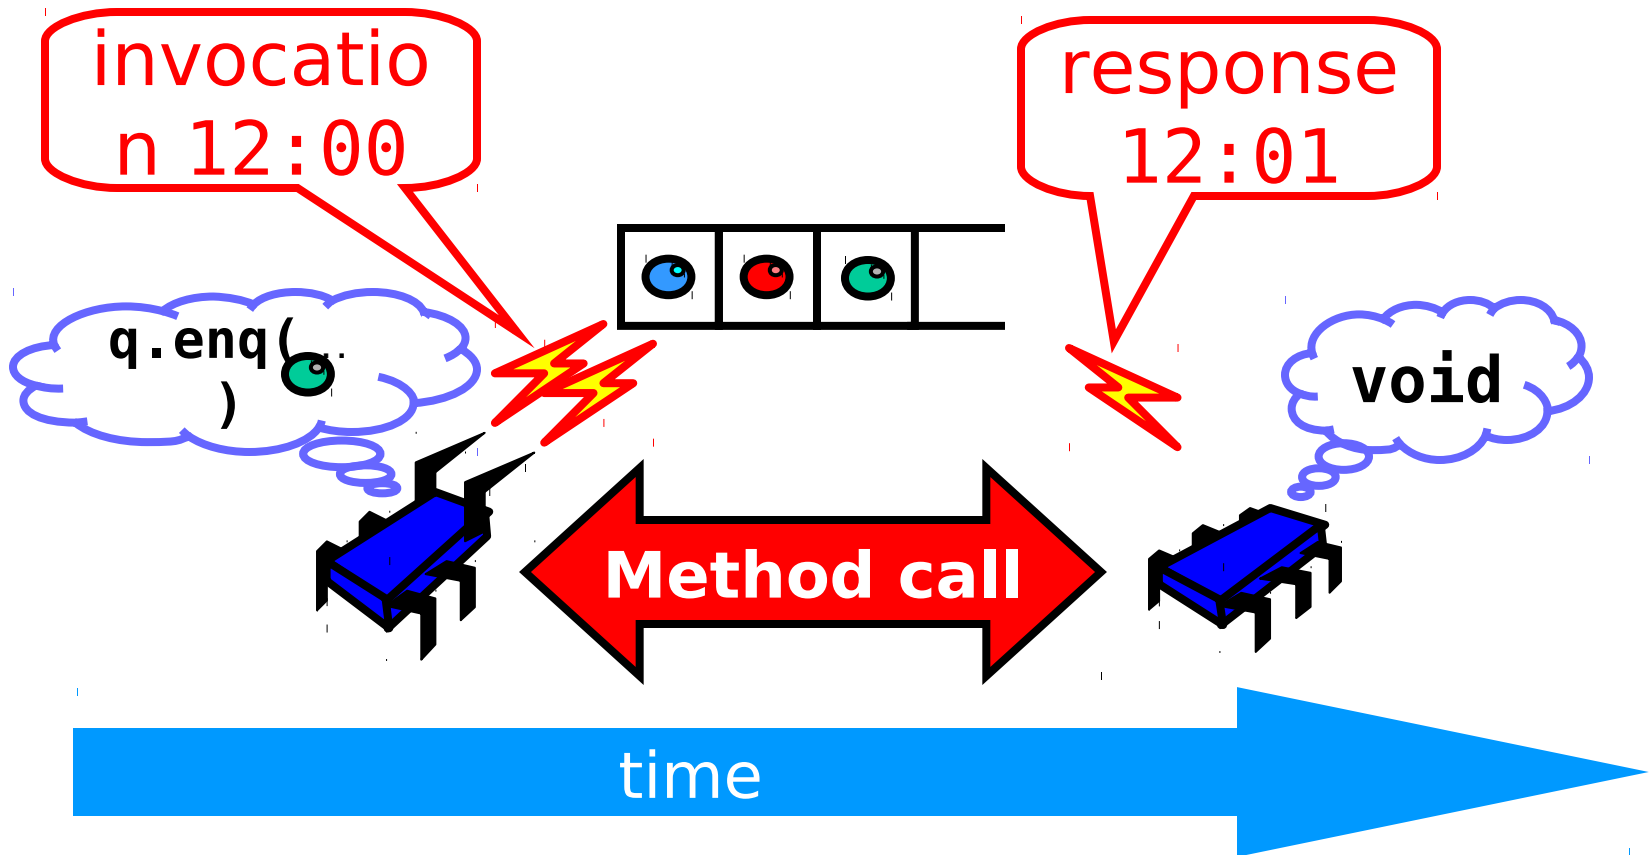 invocatio
n 12:00
response
12:01
q.enq(...
)
void
Method call
time